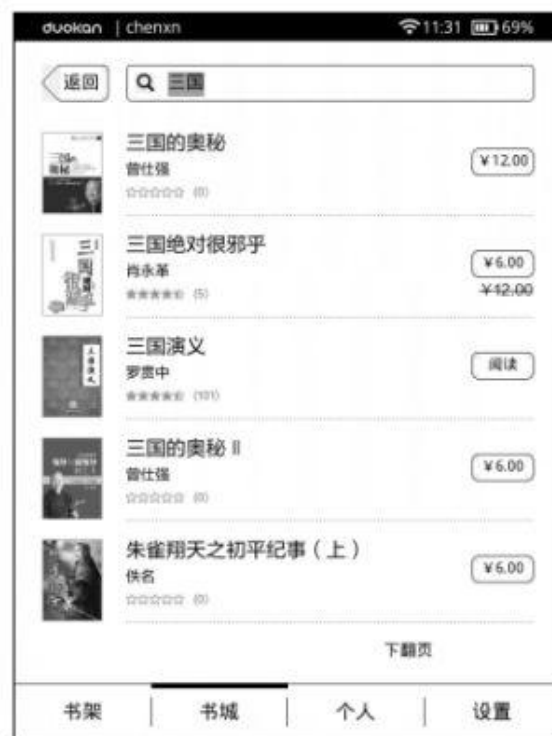 duokan | chenxn 11:31 69%
返回 三国
三国的奥秘
曾仕强
(0)
¥12.00
三国绝对很邪乎
肖永革
(5)
¥6.00
¥12.00
三国演义
罗贯中
(101)
阅读
三国的奥秘 Ⅱ
曾仕强
(0)
¥6.00
朱雀翔天之初平纪事（上）
佚名
(0)
¥6.00
下翻页
书架 书城 个人 设置